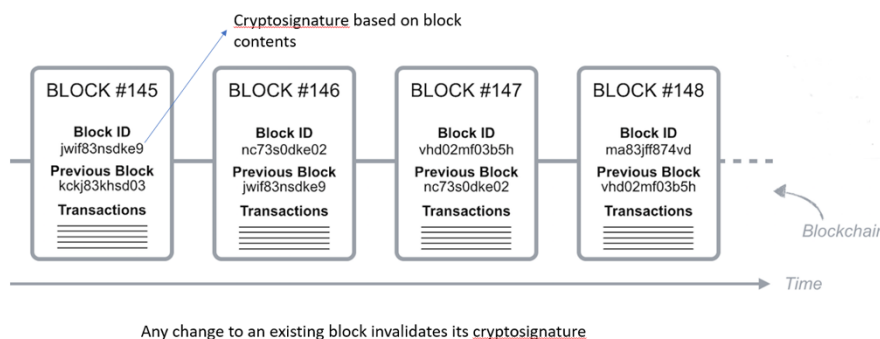 Cryptosignature based on block
contents
BLOCK #145
Block ID
jwif83nsdke9
Previous Block
kckj83khsd03
Transactions
BLOCK #146
Block ID
nc73s0dke02
Previous Block
jwif83nsdke9
Transactions
BLOCK #147
Block ID
vhd02mf03b5h
Previous Block
nc73s0dke02
Transactions
BLOCK #148
Block ID
ma83jff874vd
Previous Block
vhd02mf03b5h
Transactions
Blockchain
Time
Any change to an existing block invalidates its cryptosignature